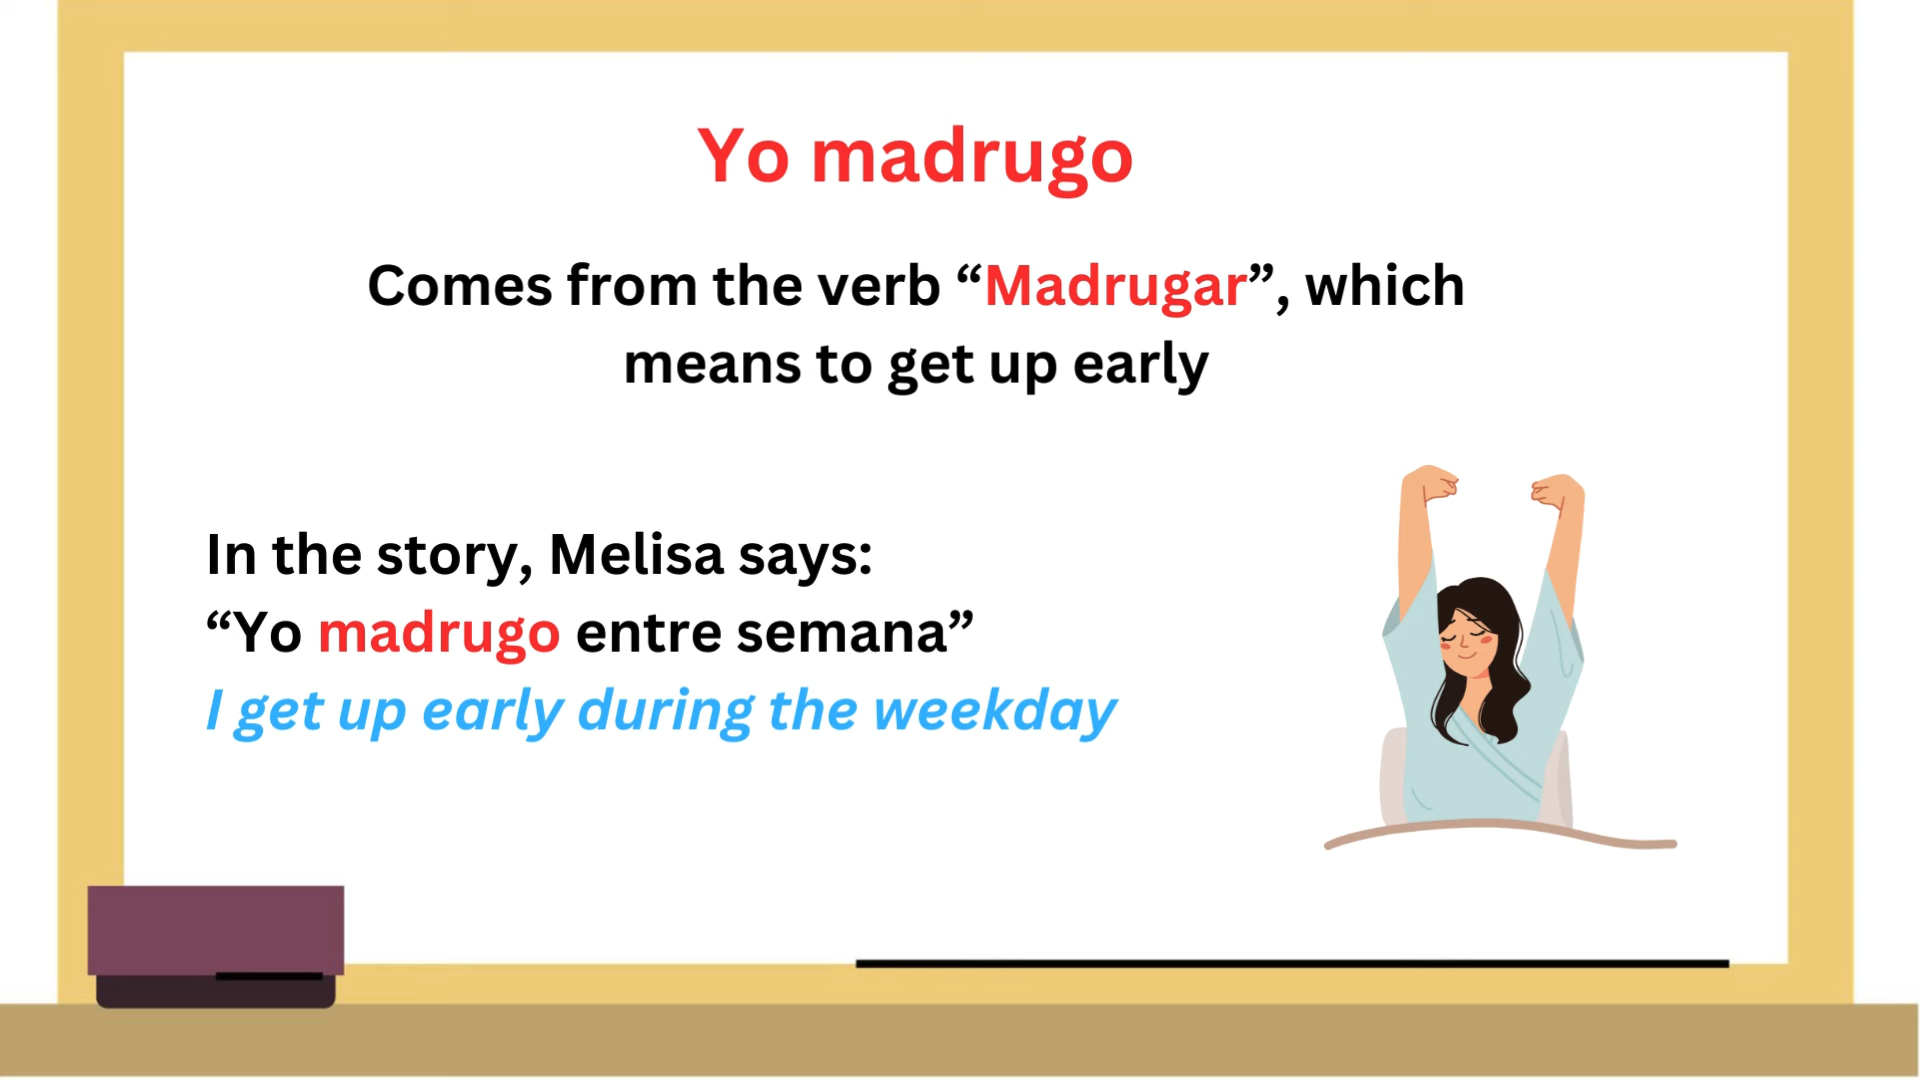 Yo madrugo
Comes from the verb “Madrugar”, which
means to get up early
In the story, Melisa says:
“Yo madrugo entre semana”
I get up early during the weekday